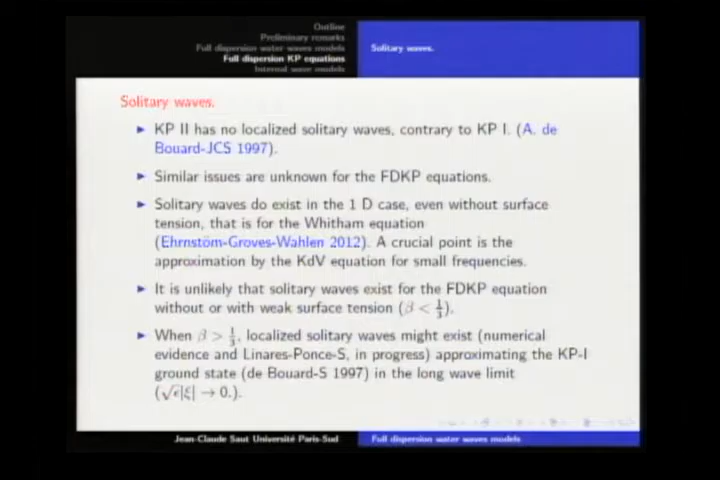 Outline
Preliminary remarks
Full dispersion water waves models
Full dispersion KP equations
Internal wave models
Solitary waves.
Solitary waves.
► KP II has no localized solitary waves, contrary to KP I. (A. de
Bouard-JCS 1997).
► Similar issues are unknown for the FDKP equations.
► Solitary waves do exist in the 1 D case, even without surface
tension, that is for the Whitham equation
(Ehrnstöm-Groves-Wahlen 2012). A crucial point is the
approximation by the KdV equation for small frequencies.
► It is unlikely that solitary waves exist for the FDKP equation
without or with weak surface tension (β < 1/3).
► When β > 1/3, localized solitary waves might exist (numerical
evidence and Linares-Ponce-S, in progress) approximating the KP-I
ground state (de Bouard-S 1997) in the long wave limit
(√ϵ|ξ| → 0.).
Jean-Claude Saut Université Paris-Sud
Full dispersion water waves models